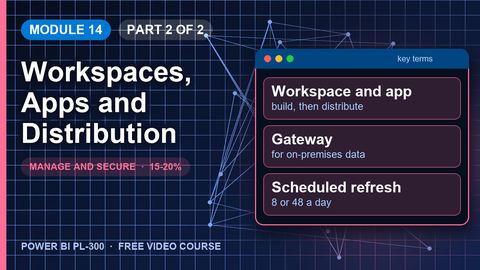 MODULE 14
PART 2 OF 2
Workspaces,
Apps and
Distribution
MANAGE AND SECURE · 15-20%
POWER BI PL-300 · FREE VIDEO COURSE
key terms
Workspace and app
build, then distribute
Gateway
for on-premises data
Scheduled refresh
8 or 48 a day